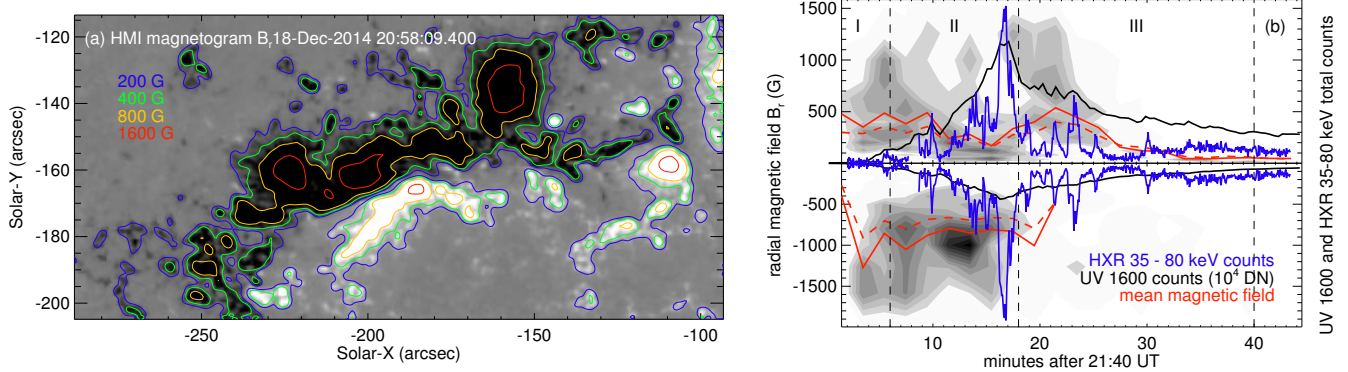 (a) HMI magnetogram Br18-Dec-2014 20:58:09.400
200 G
400 G
800 G
1600 G
-120
-140
-160
-180
-200
Solar-Y (arcsec)
-250
-200
-150
-100
Solar-X (arcsec)
I
II
III
(b)
1500
1000
500
0
-500
-1000
-1500
radial magnetic field Br (G)
HXR 35 - 80 keV counts
UV 1600 counts (10^4 DN)
mean magnetic field
10
20
30
40
minutes after 21:40 UT
UV 1600 and HXR 35-80 keV total counts